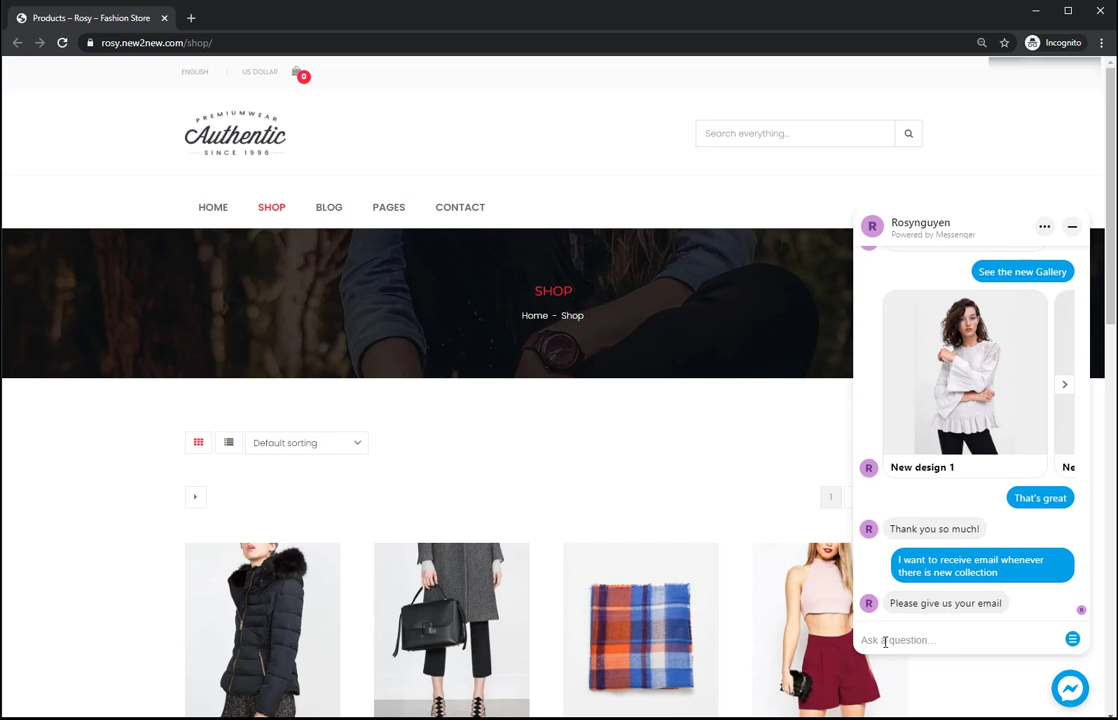 Products – Rosy – Fashion Store
rosy.new2new.com/shop/
Incognito
ENGLISH
US DOLLAR
0
PREMIUMWEAR
Authentic
SINCE 1996
Search everything...
HOME
SHOP
BLOG
PAGES
CONTACT
SHOP
Home - Shop
Default sorting
1
R
Rosynguyen
Powered by Messenger
See the new Gallery
R
New design 1
Ne
That's great
R
Thank you so much!
I want to receive email whenever
there is new collection
R
Please give us your email
Ask a question...